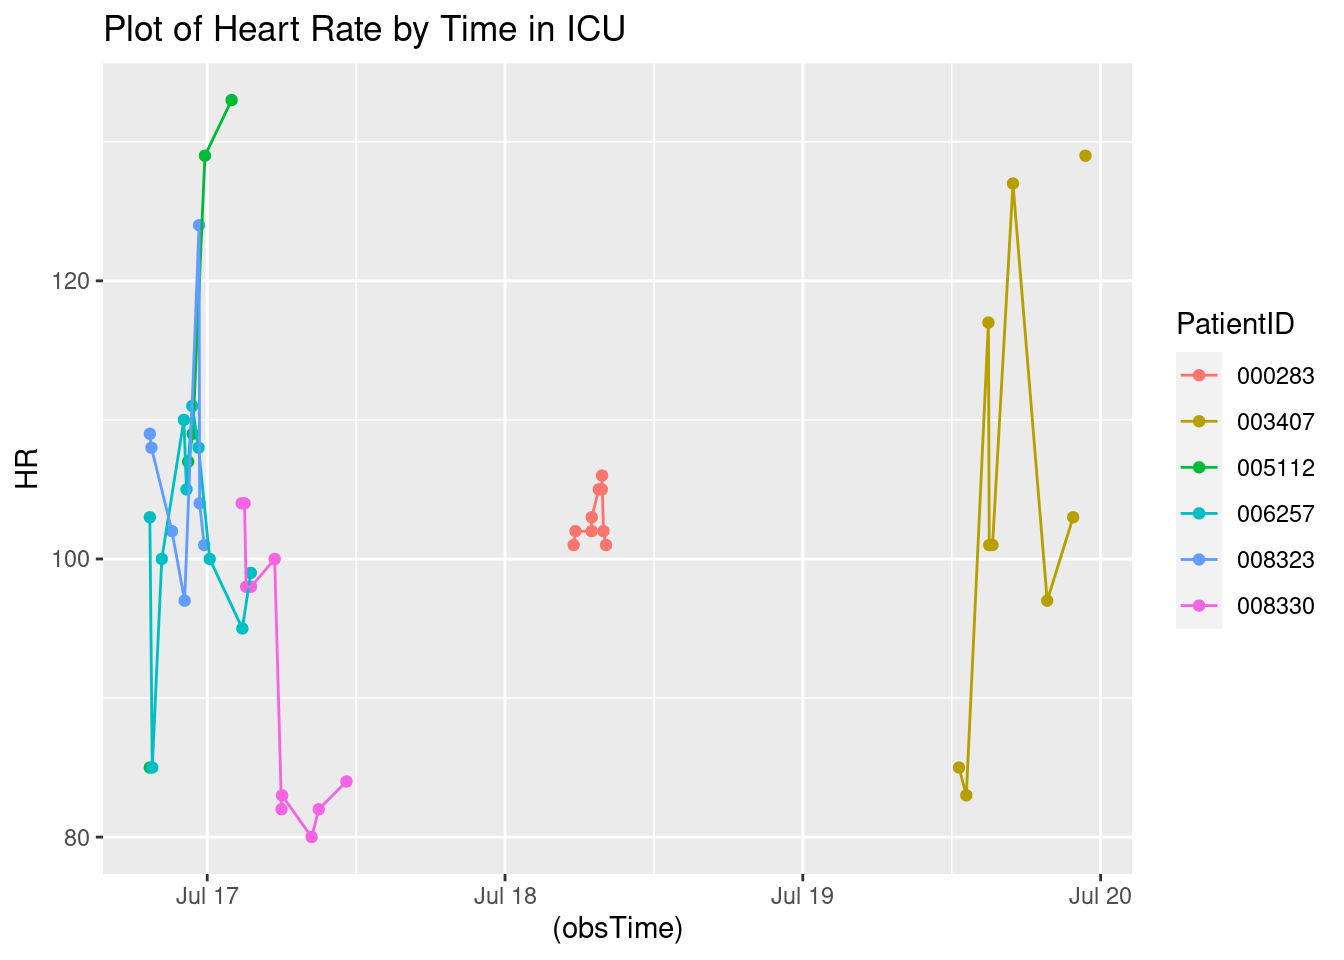 Plot of Heart Rate by Time in ICU
HR
120
100
80
Jul 17
Jul 18
Jul 19
Jul 20
(obsTime)
PatientID
000283
003407
005112
006257
008323
008330